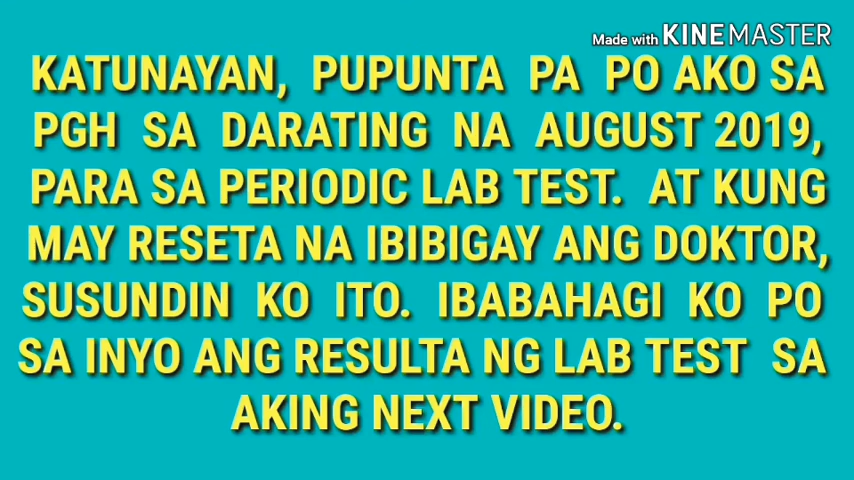 Made with KINEMASTER
KATUNAYAN, PUPUNTA PA PO AKO SA
PGH SA DARATING NA AUGUST 2019,
PARA SA PERIODIC LAB TEST. AT KUNG
MAY RESETA NA IBIBIGAY ANG DOKTOR,
SUSUNDIN KO ITO. IBABAHAGI KO PO
SA INYO ANG RESULTA NG LAB TEST SA
AKING NEXT VIDEO.